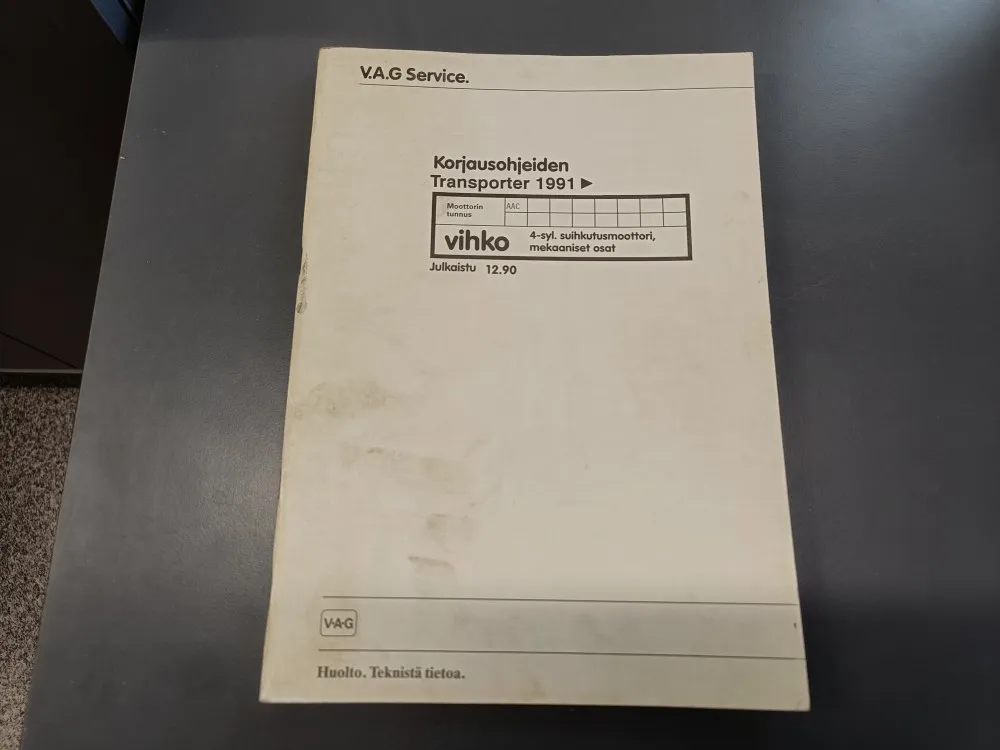 V.A.G Service.
Korjausohjeiden
Transporter 1991 ►
Moottorin
tunnus
AAC
vihko
4-syl. suihkutusmoottori,
mekaaniset osat
Julkaistu 12.90
V·A·G
Huolto. Teknistä tietoa.